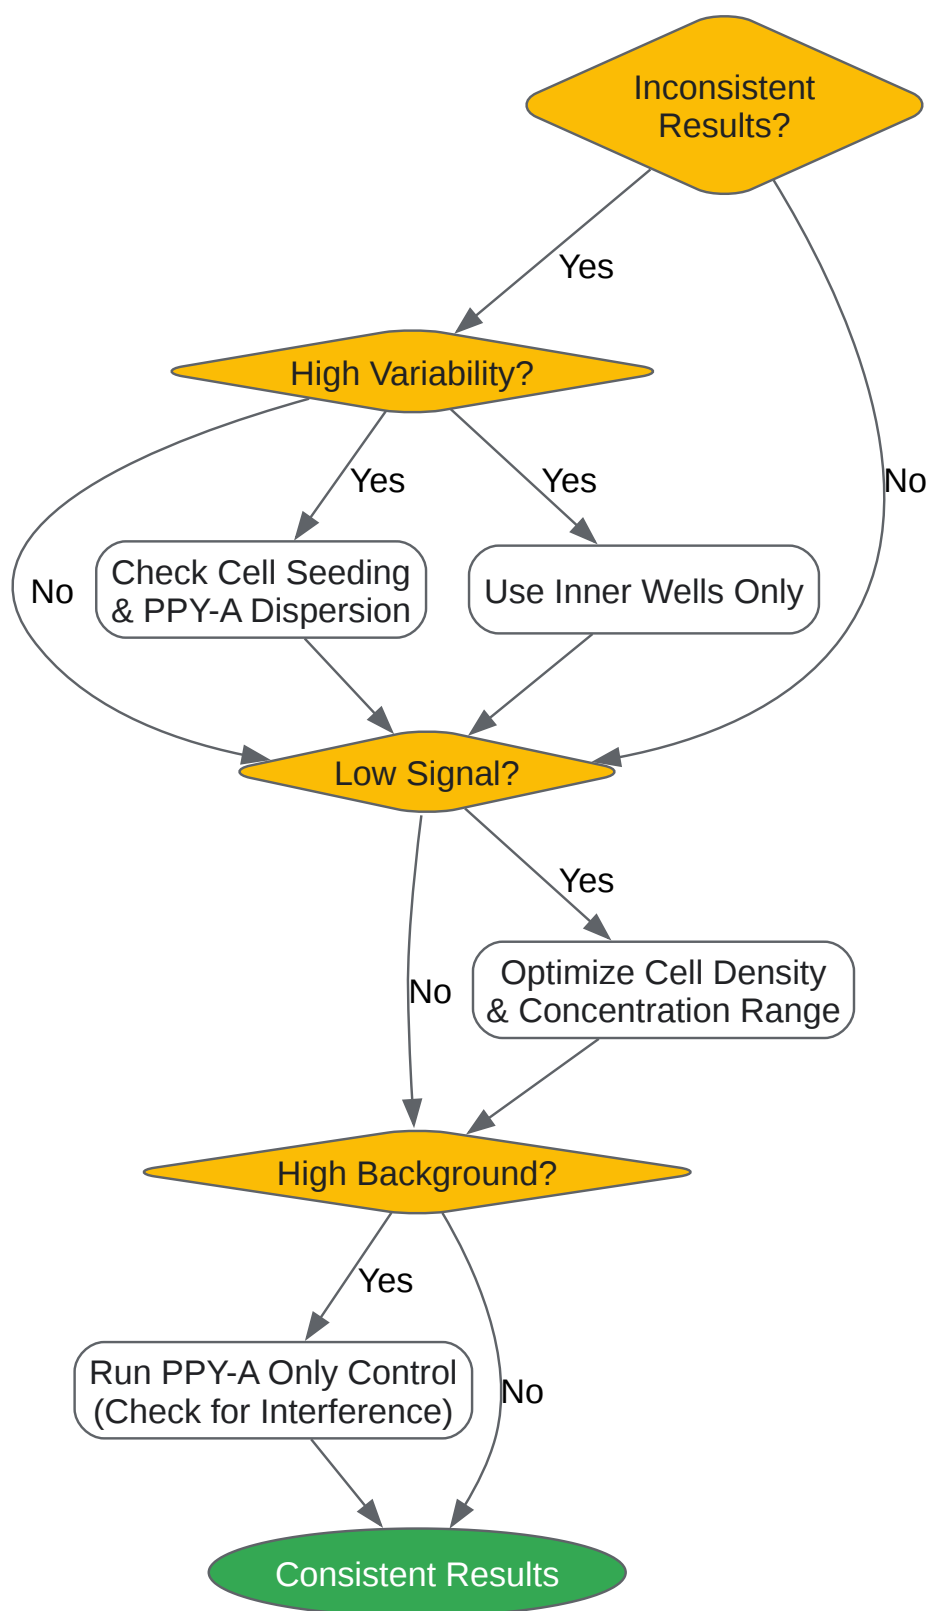 Inconsistent
Results?
Yes
High Variability?
Yes
Yes
No
No
Check Cell Seeding
& PPY-A Dispersion
Use Inner Wells Only
Low Signal?
Yes
Optimize Cell Density
& Concentration Range
No
High Background?
Yes
Run PPY-A Only Control
(Check for Interference)
No
Consistent Results